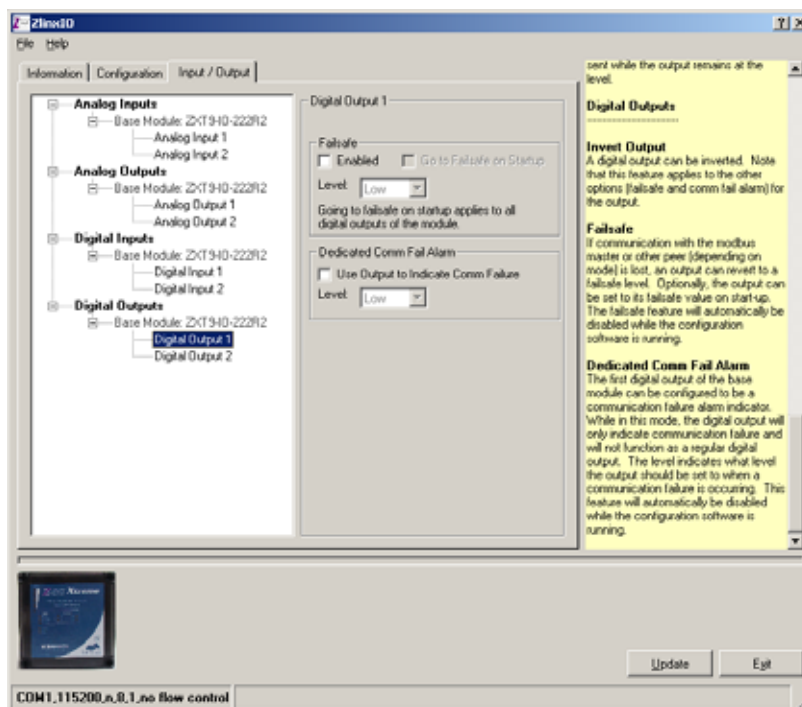 ZlinxIO
File Help
Information Configuration Input / Output
Analog Inputs
Base Module: ZXT9-IO-222R2
Analog Input 1
Analog Input 2
Analog Outputs
Base Module: ZXT9-IO-222R2
Analog Output 1
Analog Output 2
Digital Inputs
Base Module: ZXT9-IO-222R2
Digital Input 1
Digital Input 2
Digital Outputs
Base Module: ZXT9-IO-222R2
Digital Output 1
Digital Output 2
Digital Output 1
Failsafe
Enabled Go to Failsafe on Startup
Level: Low
Going to failsafe on startup applies to all
digital outputs of the module.
Dedicated Comm Fail Alarm
Use Output to Indicate Comm Failure
Level: Low
sent while the output remains at the
level.
Digital Outputs
--------------------
Invert Output
A digital output can be inverted. Note
that this feature applies to the other
options (failsafe and comm fail alarm) for
the output.
Failsafe
If communication with the modbus
master or other peer (depending on
mode) is lost, an output can revert to a
failsafe level. Optionally, the output can
be set to its failsafe value on start-up.
The failsafe feature will automatically be
disabled while the configuration
software is running.
Dedicated Comm Fail Alarm
The first digital output of the base
module can be configured to be a
communication failure alarm indicator.
While in this mode, the digital output will
only indicate communication failure and
will not function as a regular digital
output. The level indicates what level
the output should be set to when a
communication failure is occurring. This
feature will automatically be disabled
while the configuration software is
running.
Xtreme
Update Exit
COM1,115200,n,8,1,no flow control